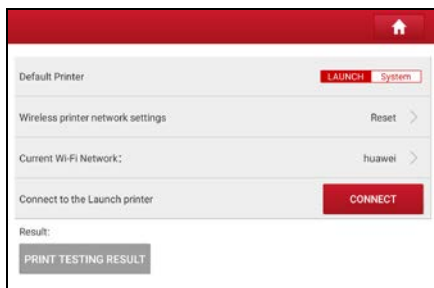 Default Printer LAUNCH System
Wireless printer network settings Reset
Current Wi-Fi Network: huawei
Connect to the Launch printer CONNECT
Result:
PRINT TESTING RESULT